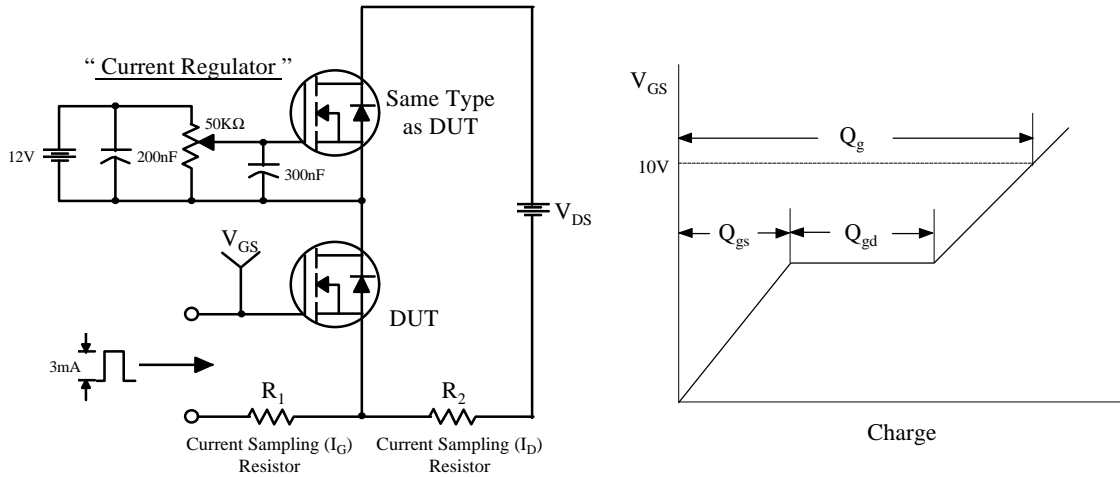 “ Current Regulator ”
Same Type
as DUT
50KΩ
12V
200nF
300nF
V_DS
V_GS
DUT
3mA
R_1
R_2
Current Sampling (I_G)
Resistor
Current Sampling (I_D)
Resistor
V_GS
Q_g
10V
Q_gs
Q_gd
Charge